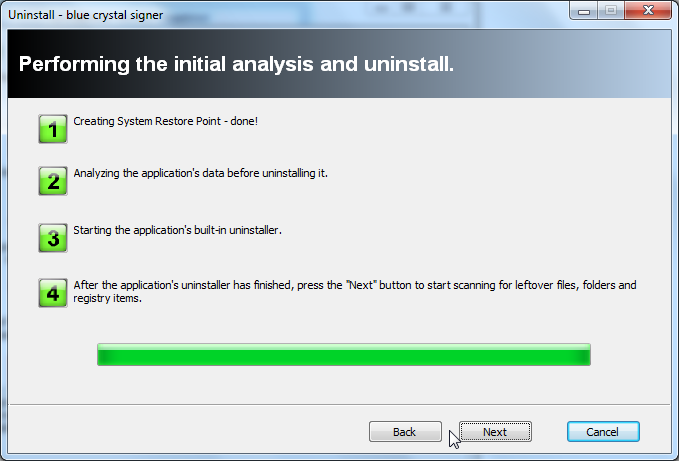 Uninstall - blue crystal signer
Performing the initial analysis and uninstall.
1
Creating System Restore Point - done!
2
Analyzing the application's data before uninstalling it.
3
Starting the application's built-in uninstaller.
4
After the application's uninstaller has finished, press the "Next" button to start scanning for leftover files, folders and
registry items.
Back
Next
Cancel